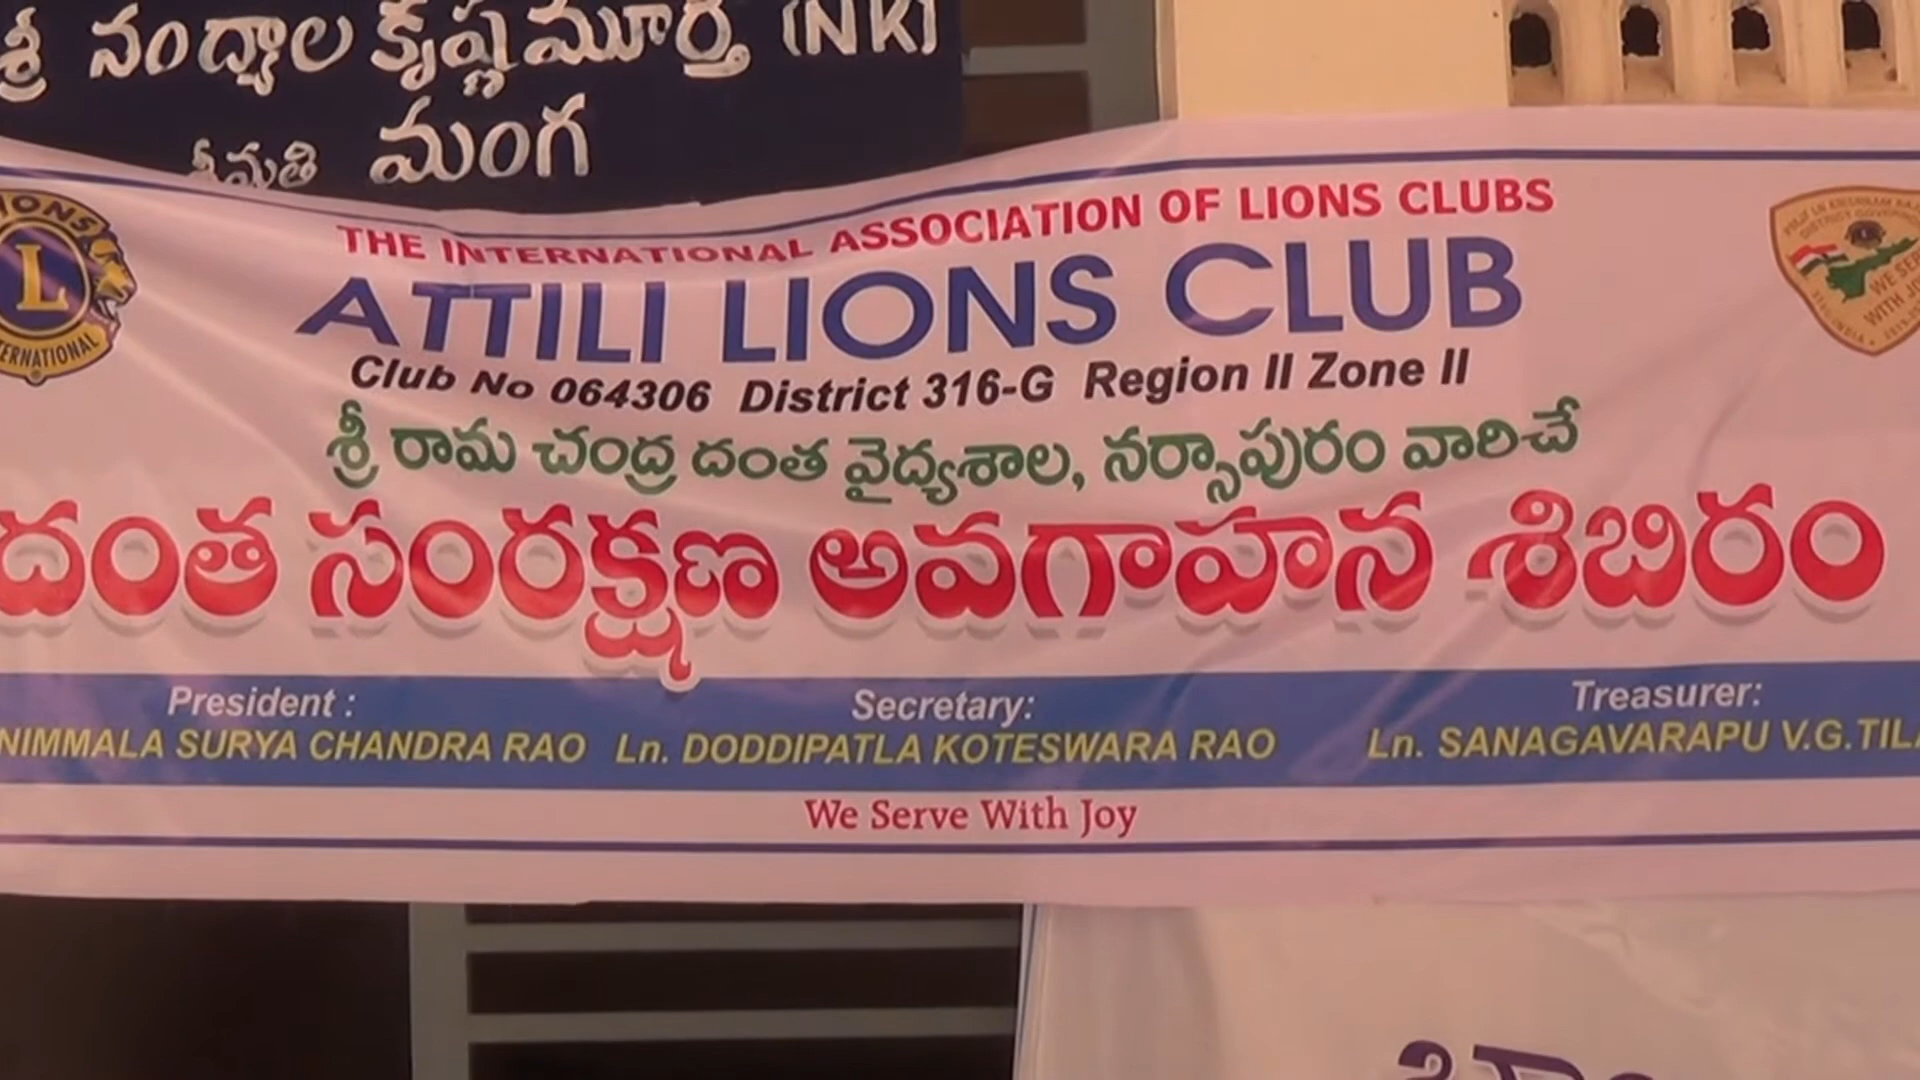 శ్రీ నంద్యాల కృష్ణమూర్తి (NK)
శ్రీమతి మంగ
THE INTERNATIONAL ASSOCIATION OF LIONS CLUBS
ATTILI LIONS CLUB
Club No 064306 District 316-G Region II Zone II
శ్రీ రామ చంద్ర దంత వైద్యశాల, నర్సాపురం వారిచే
దంత సంరక్షణ అవగాహన శిబిరం
President : Secretary: Treasurer:
NIMMALA SURYA CHANDRA RAO Ln. DODDIPATLA KOTESWARA RAO Ln. SANAGAVARAPU V.G.
We Serve With Joy
L